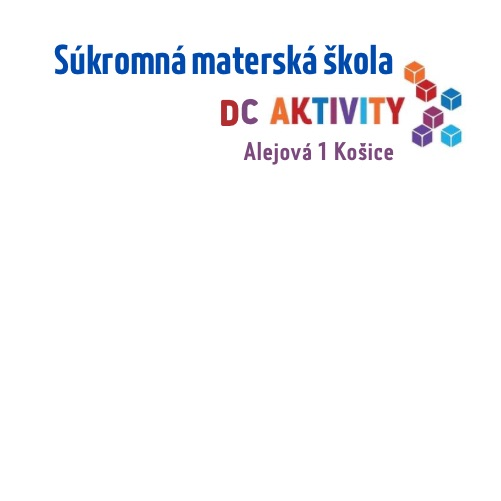 Súkromná materská škola
DC AKTIVITY
Alejová 1 Košice